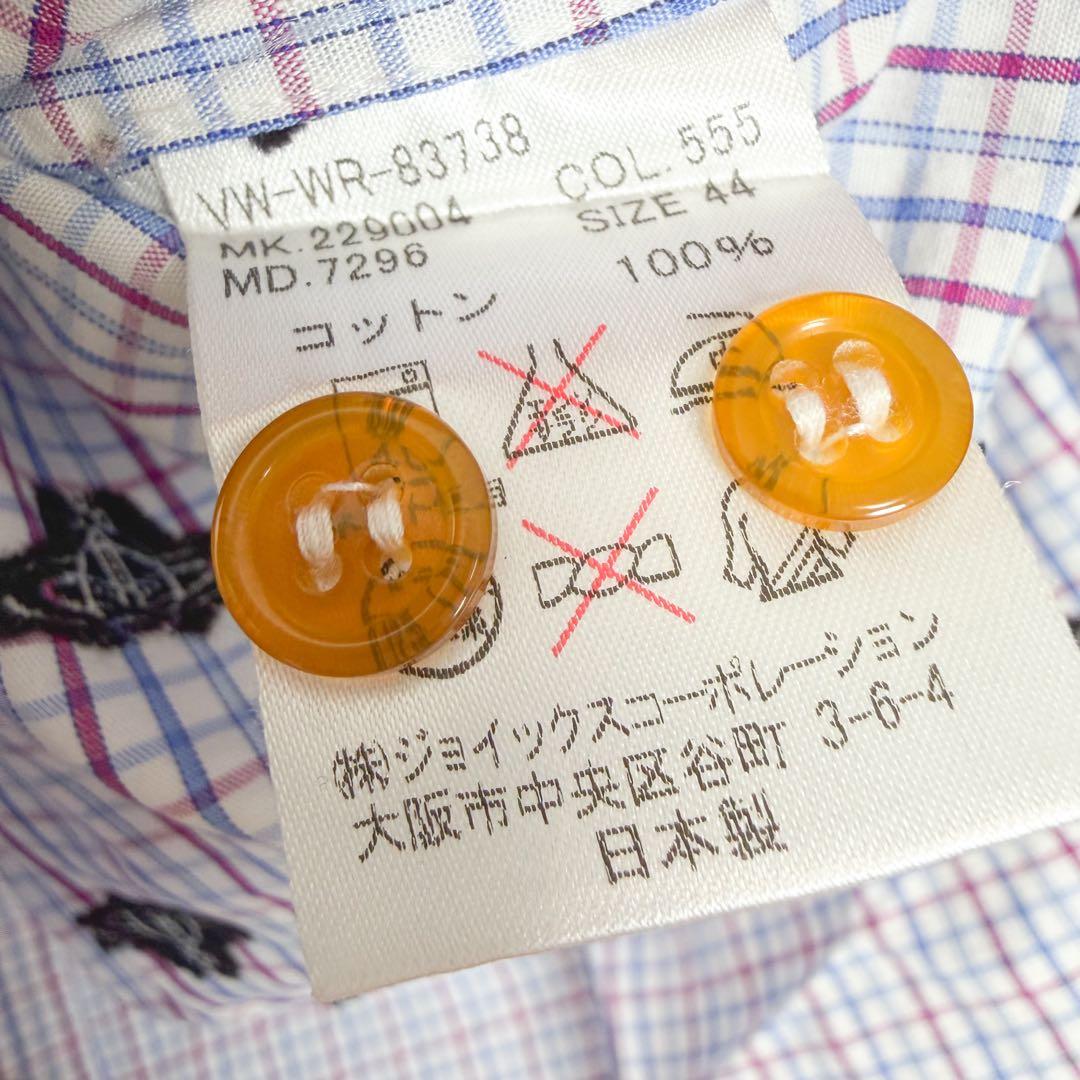 VW-WR-83738 COL. 555
MK.229004 SIZE 44
MD.7296
コットン 100%
㈱ジョイックスコーポレーション
大阪市中央区谷町 3-6-4
日本製